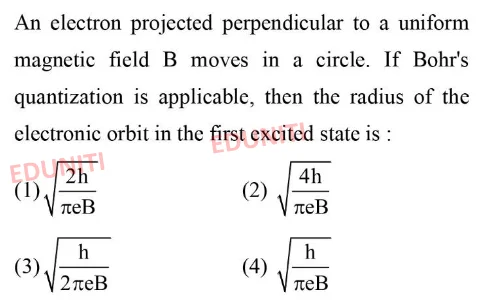 An electron projected perpendicular to a uniform
magnetic field B moves in a circle. If Bohr's
quantization is applicable, then the radius of the
electronic orbit in the first excited state is :
EDUNITI
EDUNITI
(1) √(2h/πeB) (2) √(4h/πeB)
(3) √(h/2πeB) (4) √(h/πeB)